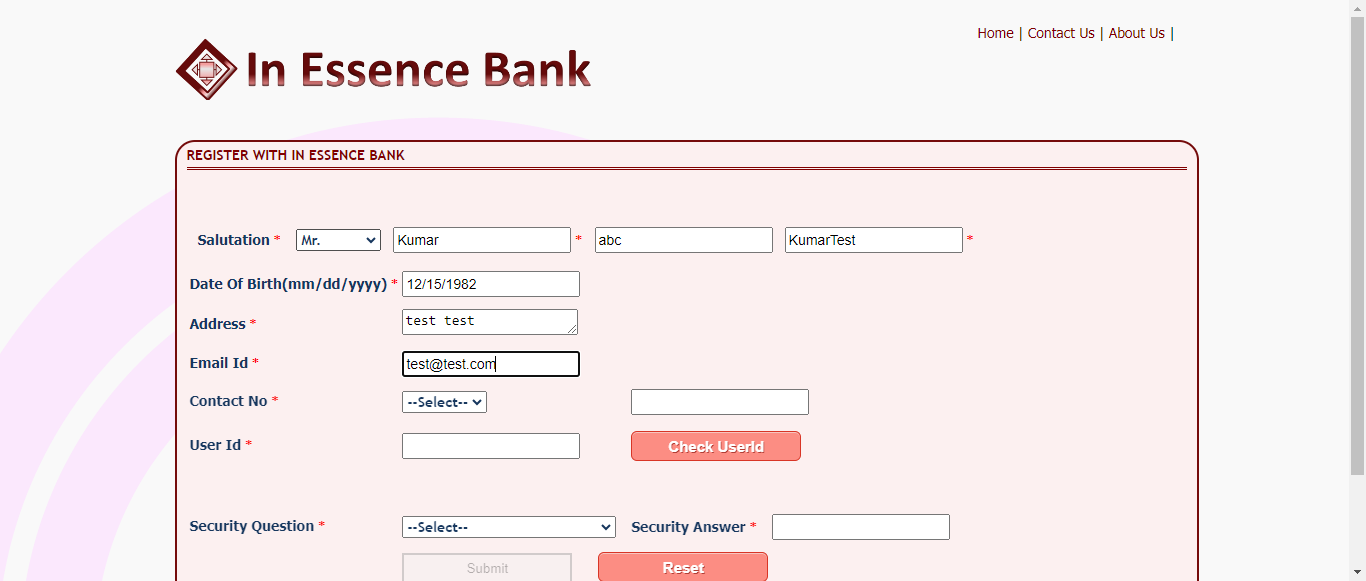 Home | Contact Us | About Us |
In Essence Bank
REGISTER WITH IN ESSENCE BANK
Salutation * Mr. Kumar * abc KumarTest *
Date Of Birth(mm/dd/yyyy) * 12/15/1982
Address * test test
Email Id * test@test.com
Contact No * --Select--
User Id * Check UserId
Security Question * --Select-- Security Answer *
Submit Reset